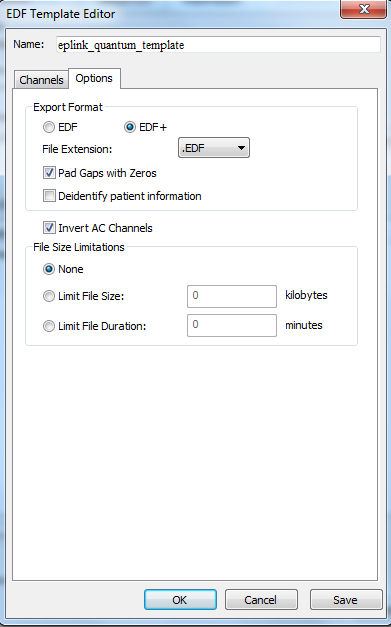 EDF Template Editor
Name: eplink_quantum_template
Channels Options
Export Format
EDF EDF+
File Extension: .EDF
Pad Gaps with Zeros
Deidentify patient information
Invert AC Channels
File Size Limitations
None
Limit File Size: 0 kilobytes
Limit File Duration: 0 minutes
OK Cancel Save